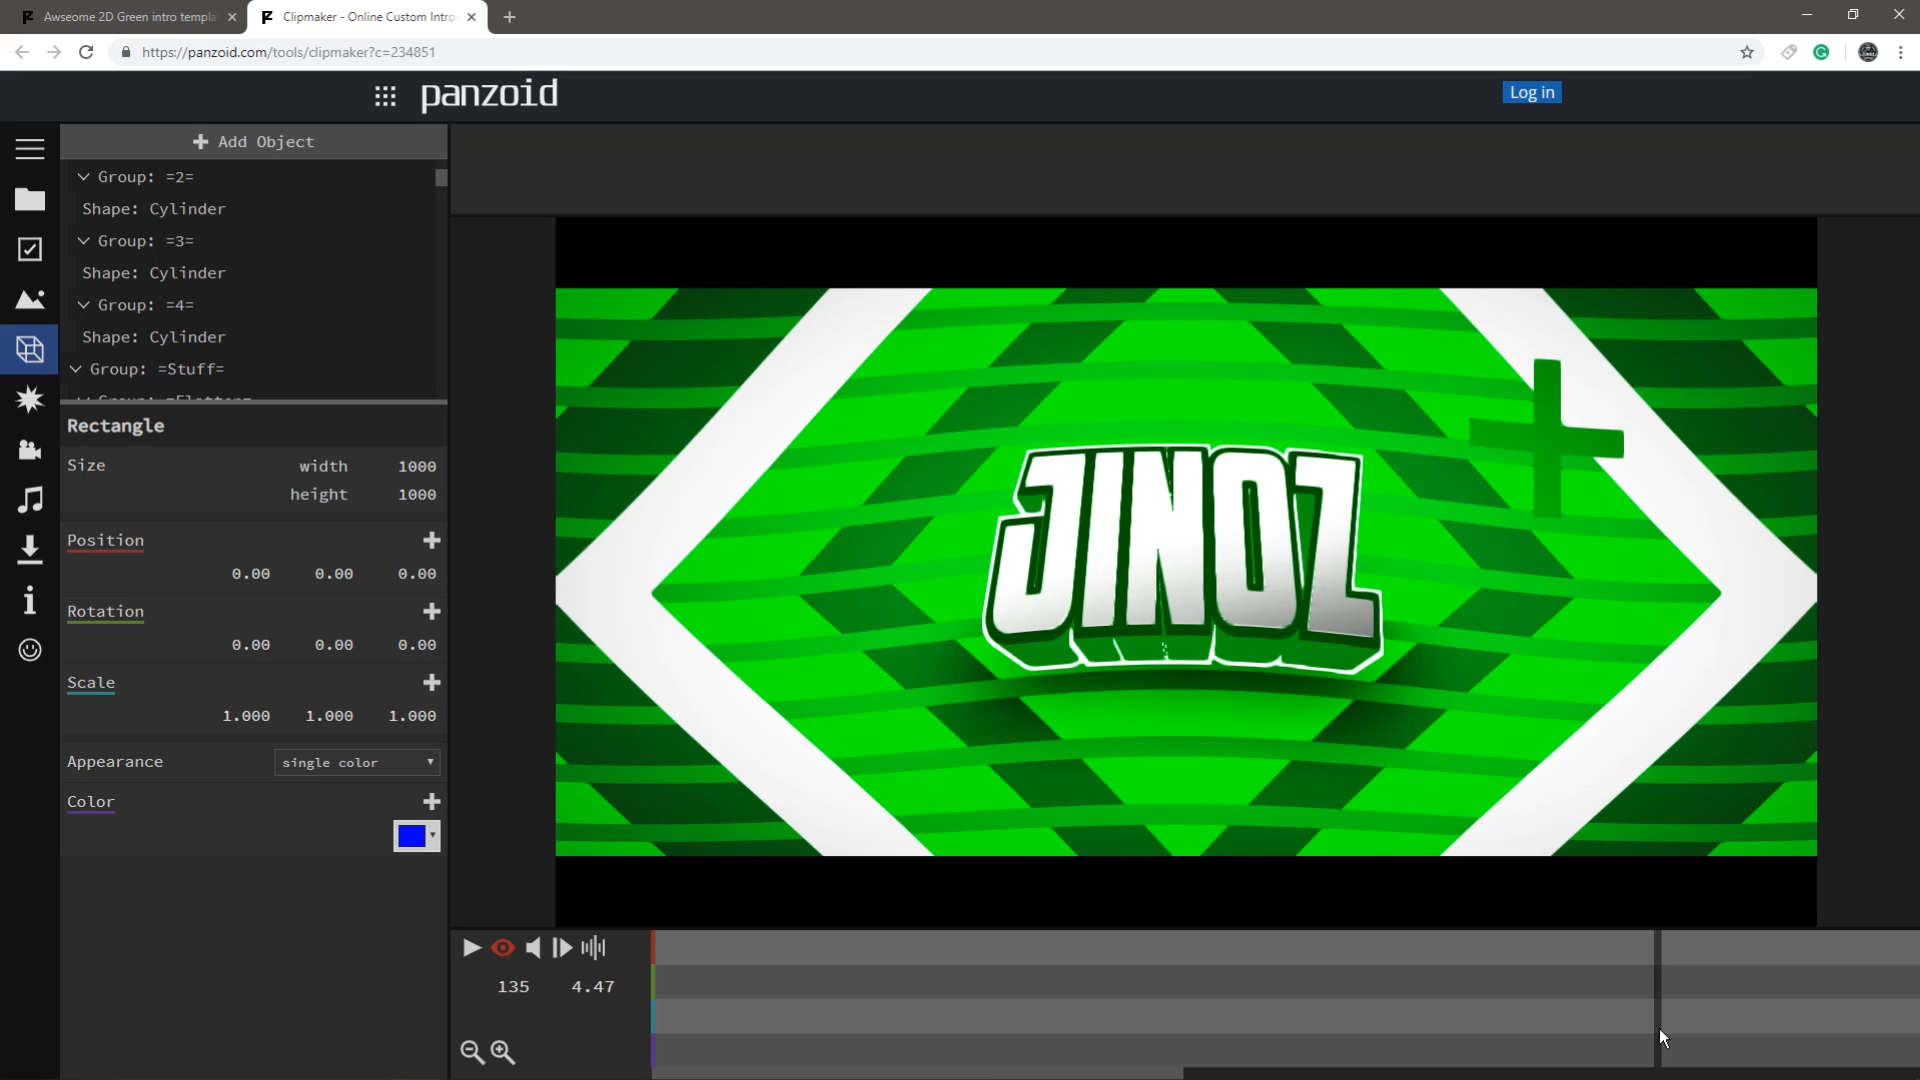 Awseome 2D Green intro templa
Clipmaker - Online Custom Intro
https://panzoid.com/tools/clipmaker?c=234851
panzoid
Log in
Add Object
Group: =2=
Shape: Cylinder
Group: =3=
Shape: Cylinder
Group: =4=
Shape: Cylinder
Group: =Stuff=
Rectangle
Size width 1000
height 1000
Position
0.00 0.00 0.00
Rotation
0.00 0.00 0.00
Scale
1.000 1.000 1.000
Appearance single color
Color
JINOZ
135 4.47